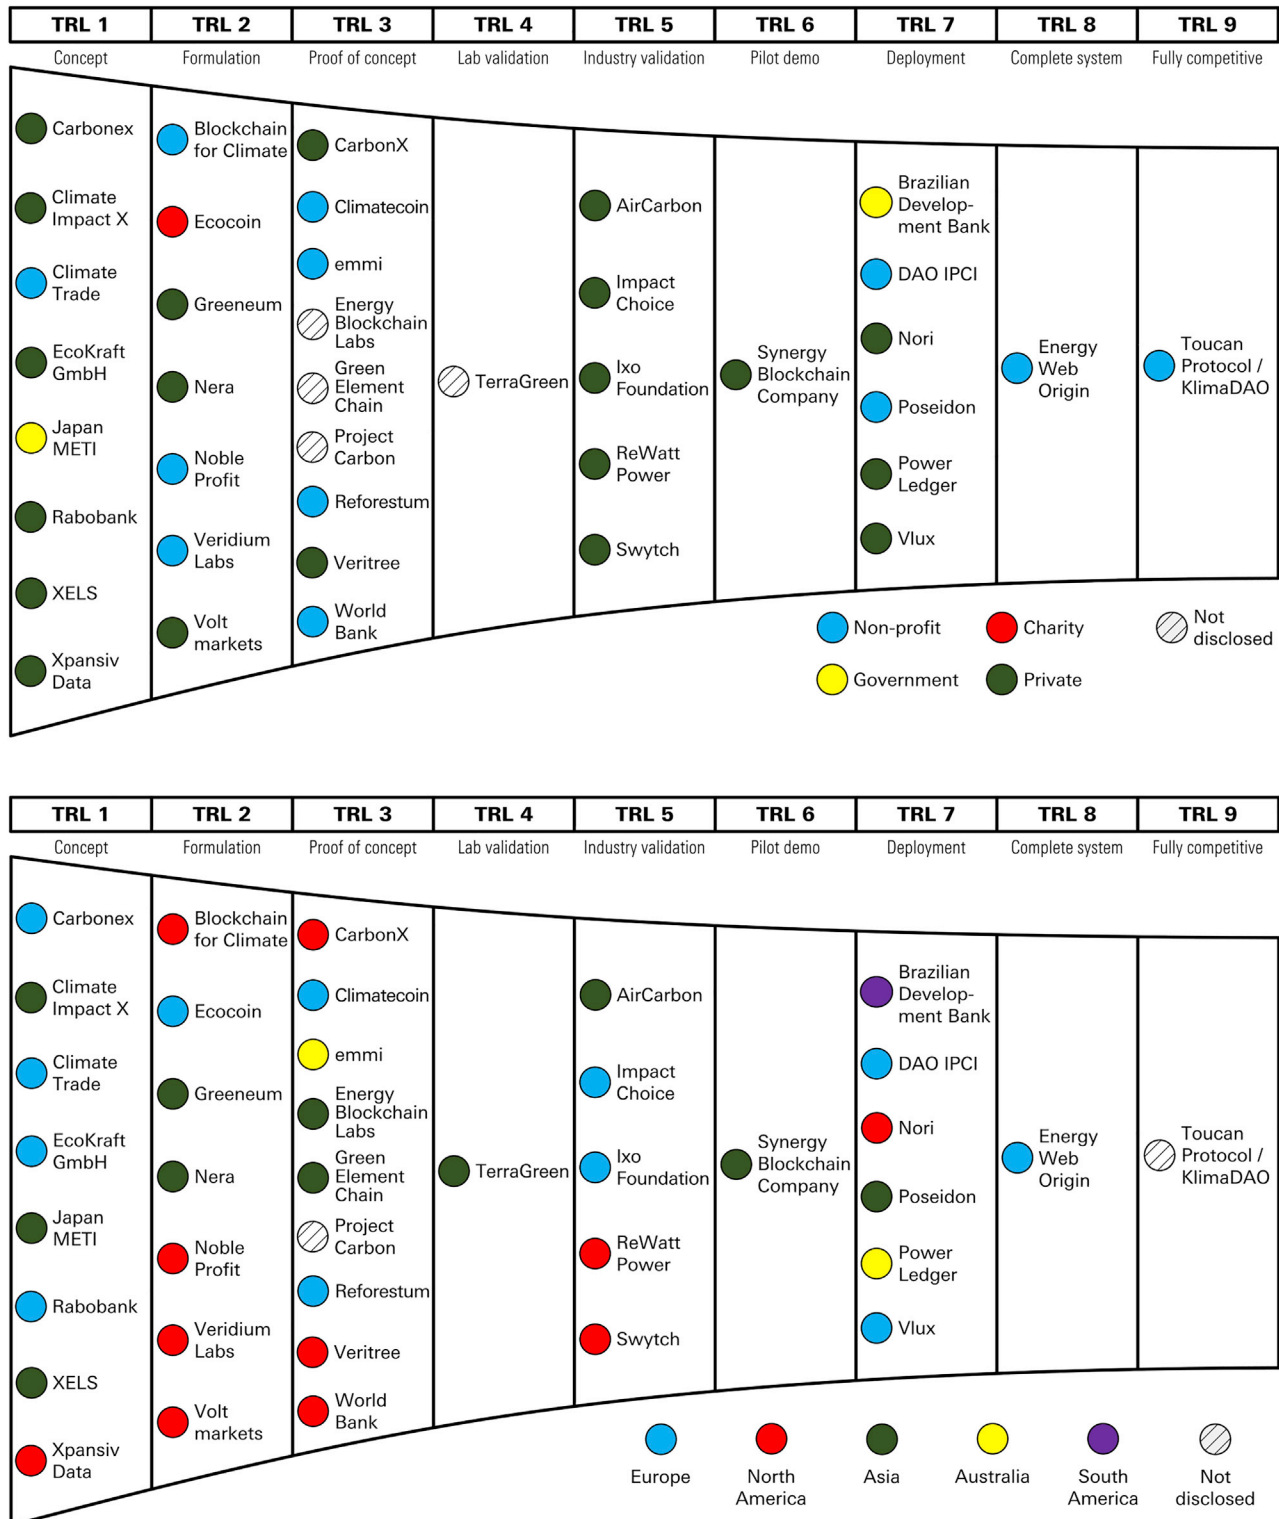 TRL 1 TRL 2 TRL 3 TRL 4 TRL 5 TRL 6 TRL 7 TRL 8 TRL 9
Concept Formulation Proof of concept Lab validation Industry validation Pilot demo Deployment Complete system Fully competitive
Carbonex
Climate
Impact X
Climate
Trade
EcoKraft
GmbH
Japan
METI
Rabobank
XELS
Xpansiv
Data
Blockchain
for Climate
Ecocoin
Greeneum
Nera
Noble
Profit
Veridium
Labs
Volt
markets
CarbonX
Climatecoin
emmi
Energy
Blockchain
Labs
Green
Element
Chain
Project
Carbon
Reforestum
Veritree
World
Bank
TerraGreen
AirCarbon
Impact
Choice
Ixo
Foundation
ReWatt
Power
Swytch
Synergy
Blockchain
Company
Brazilian
Develop-
ment Bank
DAO IPCI
Nori
Poseidon
Power
Ledger
Vlux
Energy
Web
Origin
Toucan
Protocol /
KlimaDAO
Non-profit
Charity
Not
disclosed
Government
Private
TRL 1 TRL 2 TRL 3 TRL 4 TRL 5 TRL 6 TRL 7 TRL 8 TRL 9
Concept Formulation Proof of concept Lab validation Industry validation Pilot demo Deployment Complete system Fully competitive
Carbonex
Climate
Impact X
Climate
Trade
EcoKraft
GmbH
Japan
METI
Rabobank
XELS
Xpansiv
Data
Blockchain
for Climate
Ecocoin
Greeneum
Nera
Noble
Profit
Veridium
Labs
Volt
markets
CarbonX
Climatecoin
emmi
Energy
Blockchain
Labs
Green
Element
Chain
Project
Carbon
Reforestum
Veritree
World
Bank
TerraGreen
AirCarbon
Impact
Choice
Ixo
Foundation
ReWatt
Power
Swytch
Synergy
Blockchain
Company
Brazilian
Develop-
ment Bank
DAO IPCI
Nori
Poseidon
Power
Ledger
Vlux
Energy
Web
Origin
Toucan
Protocol /
KlimaDAO
Europe
North
America
Asia
Australia
South
America
Not
disclosed